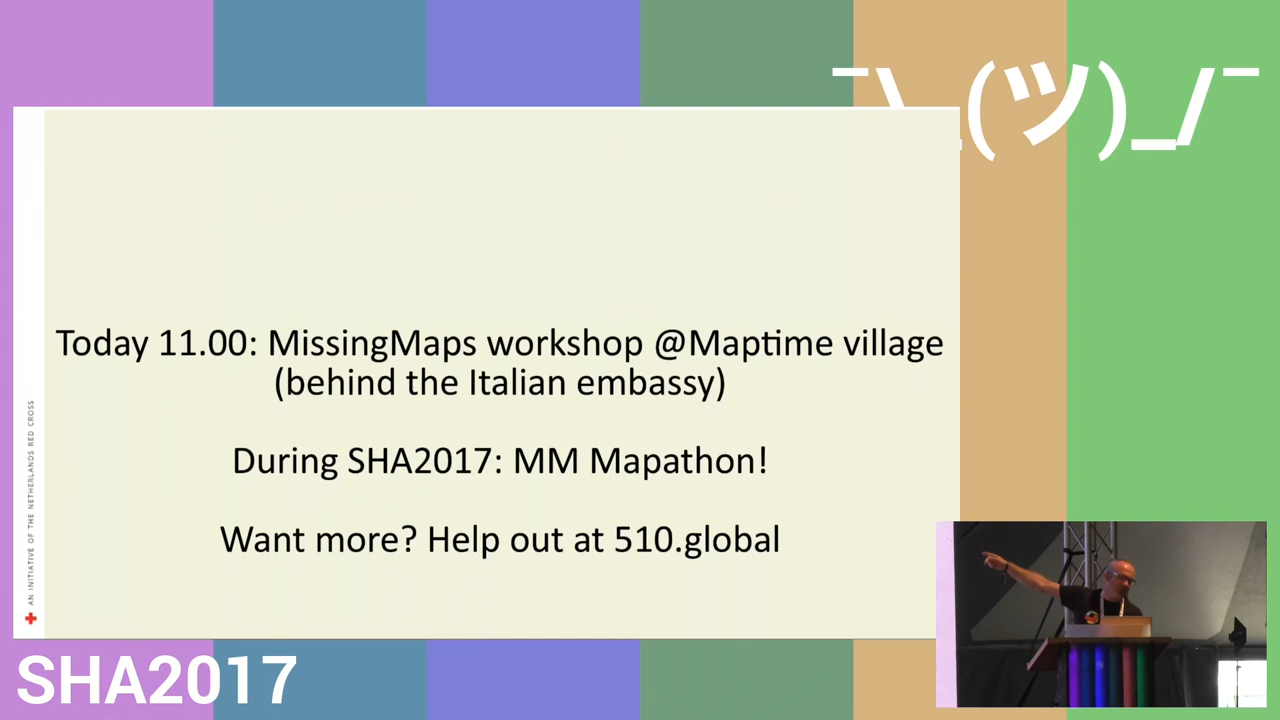 ¯\_(ツ)_/¯
Today 11.00: MissingMaps workshop @Maptime village
(behind the Italian embassy)
During SHA2017: MM Mapathon!
Want more? Help out at 510.global
AN INITIATIVE OF THE NETHERLANDS RED CROSS
SHA2017